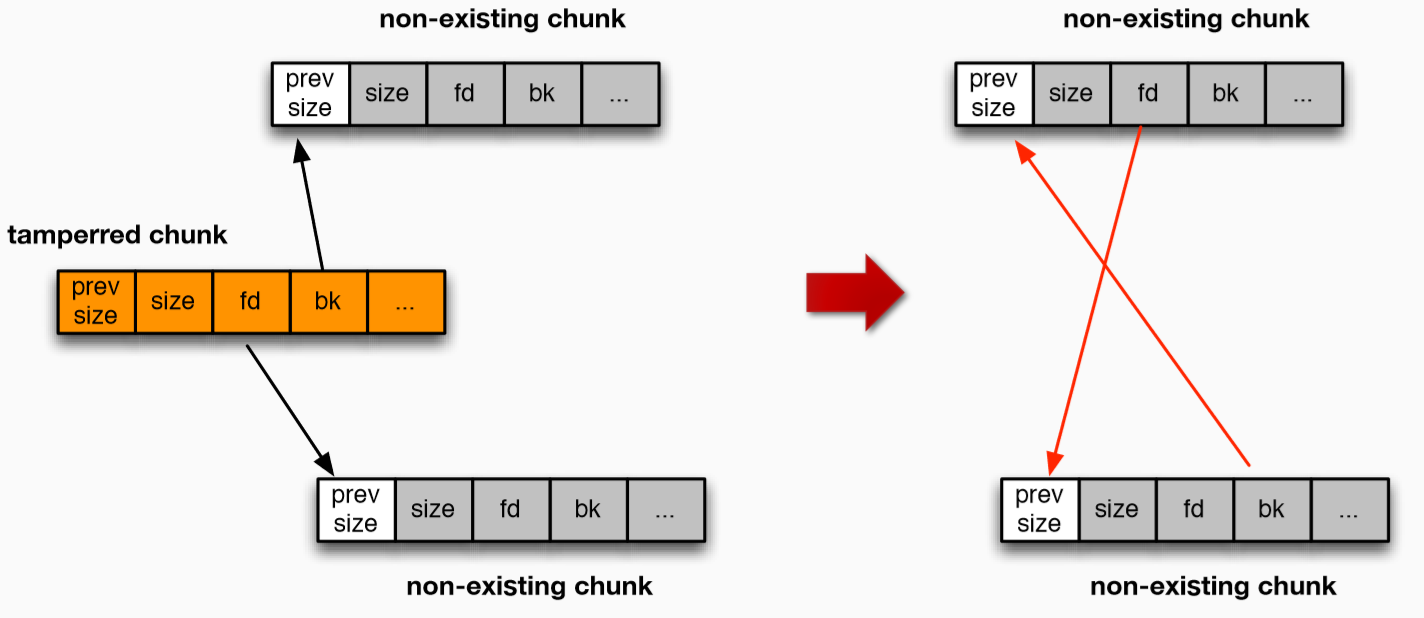 non-existing chunk
prev
size
size
fd
bk
...
tamperred chunk
prev
size
size
fd
bk
...
prev
size
size
fd
bk
...
non-existing chunk
non-existing chunk
prev
size
size
fd
bk
...
prev
size
size
fd
bk
...
non-existing chunk